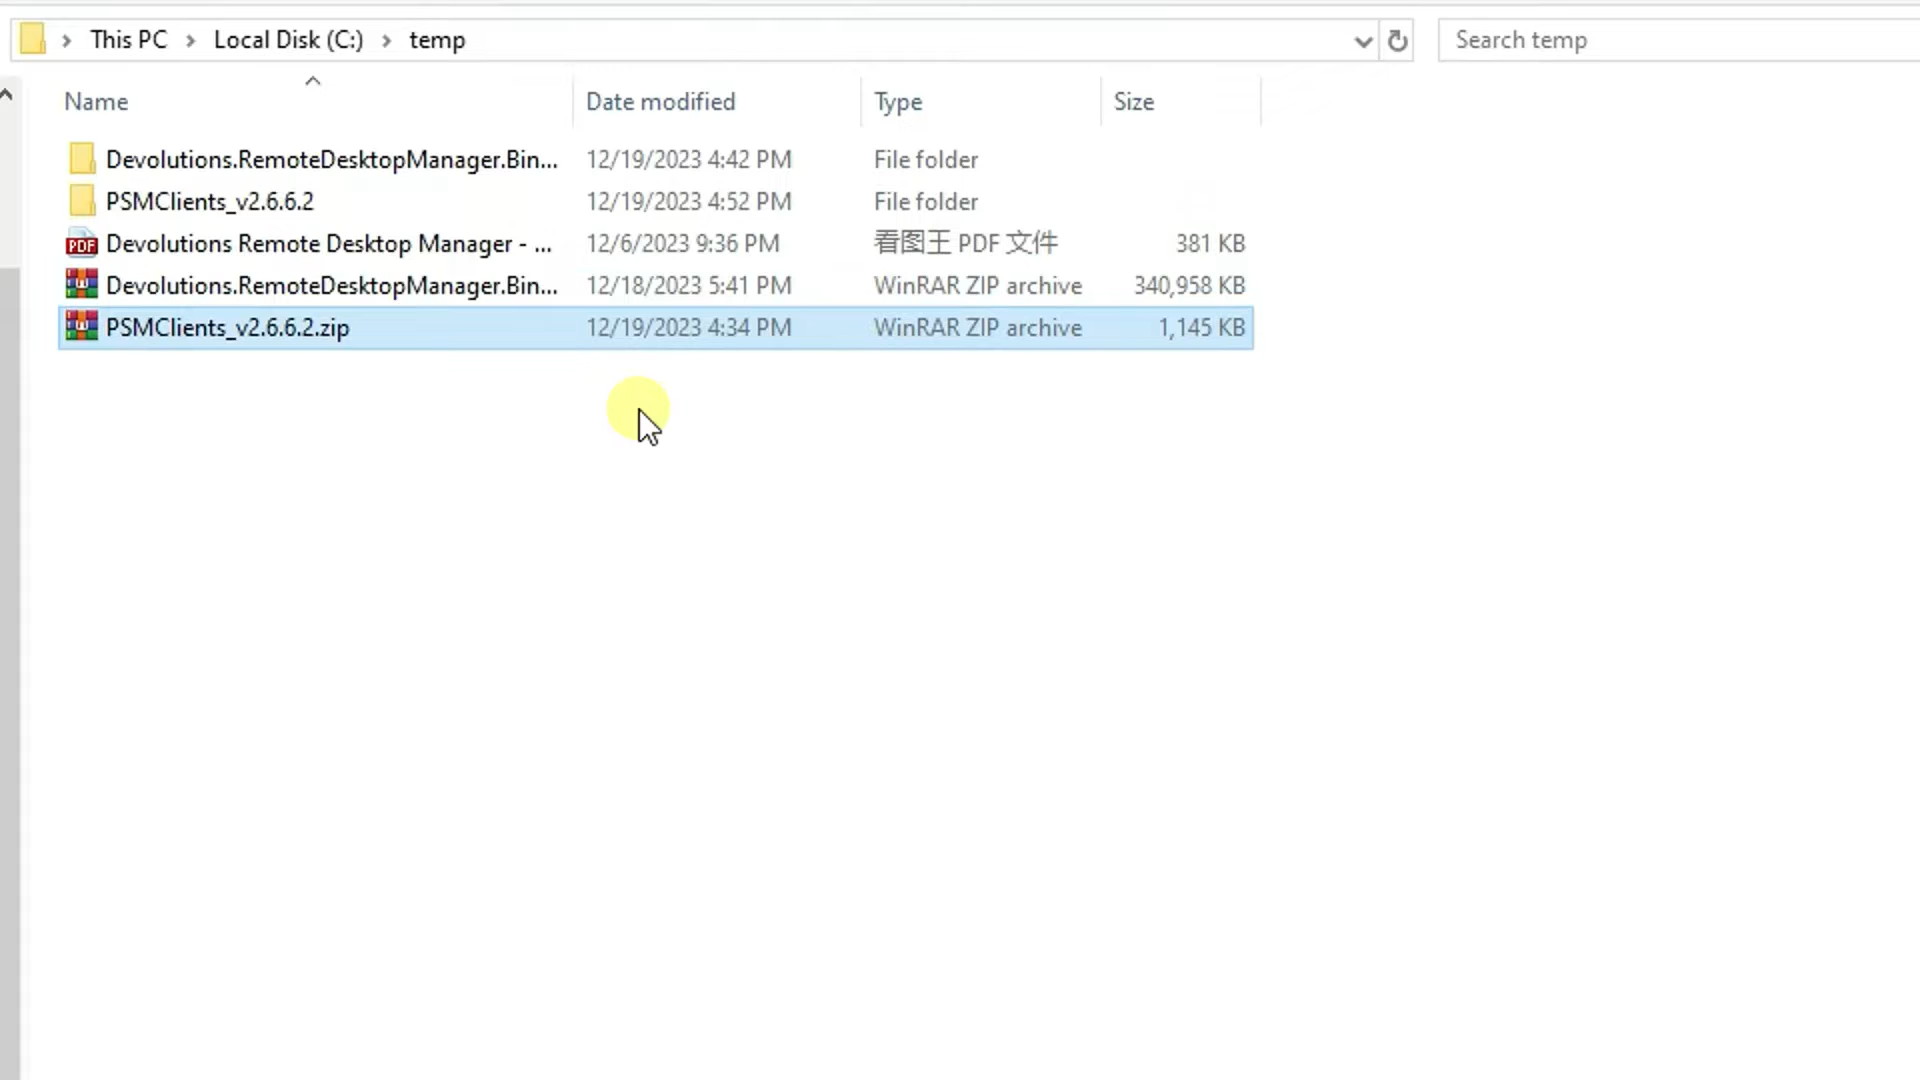 This PC > Local Disk (C:) > temp
Search temp
Name Date modified Type Size
Devolutions.RemoteDesktopManager.Bin... 12/19/2023 4:42 PM File folder
PSMClients_v2.6.6.2 12/19/2023 4:52 PM File folder
PDF Devolutions Remote Desktop Manager - ... 12/6/2023 9:36 PM 看图王 PDF 文件 381 KB
Devolutions.RemoteDesktopManager.Bin... 12/18/2023 5:41 PM WinRAR ZIP archive 340,958 KB
PSMClients_v2.6.6.2.zip 12/19/2023 4:34 PM WinRAR ZIP archive 1,145 KB